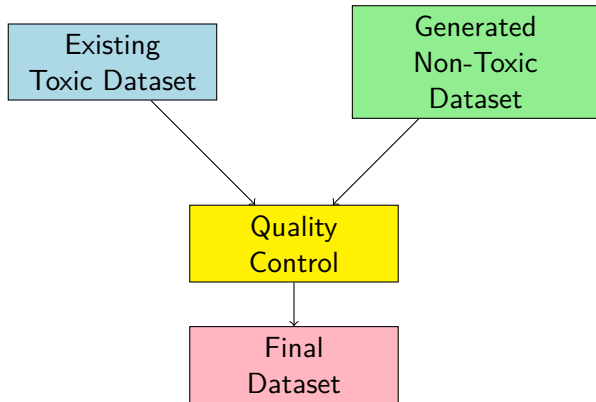 Existing
Toxic Dataset
Generated
Non-Toxic
Dataset
Quality
Control
Final
Dataset